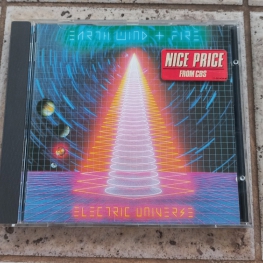 EARTH WIND + FIRE
NICE PRICE
FROM CBS
ELECTRIC UNIVERSE